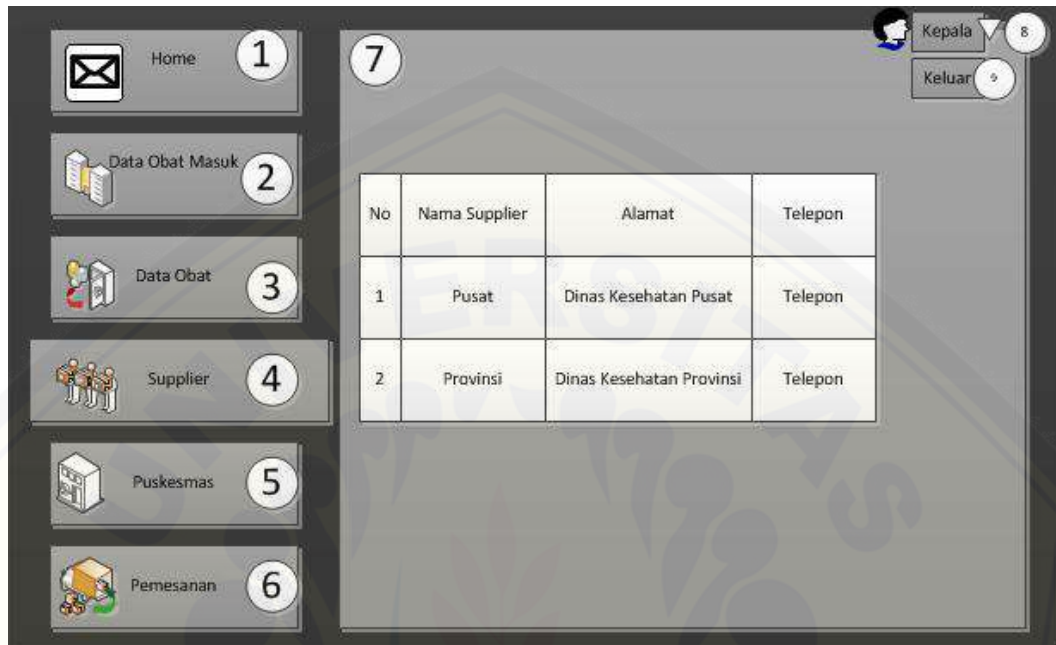 Home
1
Data Obat Masuk
2
Data Obat
3
Supplier
4
Puskesmas
5
Pemesanan
6
7
Kepala
8
Keluar
9
No Nama Supplier Alamat Telepon
1 Pusat Dinas Kesehatan Pusat Telepon
2 Provinsi Dinas Kesehatan Provinsi Telepon
UNIVERSITAS